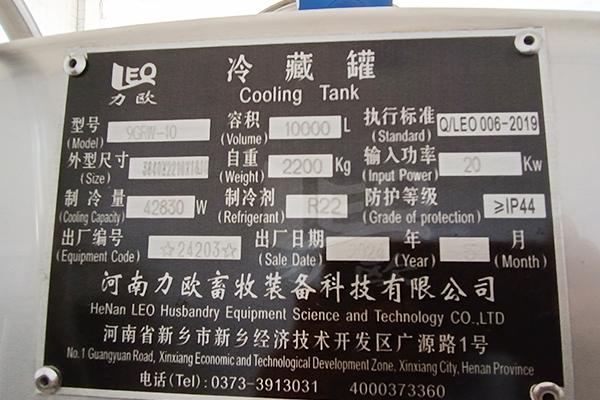 LEO
力欧
冷藏罐
Cooling Tank
型号 (Model) 9GRW-10 容积 (Volume) 10000 L 执行标准 (Standard) Q/LEO 006-2019
外型尺寸 (Size) 自重 (Weight) 2200 Kg 输入功率 (Input Power) 20 Kw
制冷量 (Cooling Capacity) 42830 W 制冷剂 (Refrigerant) R22 防护等级 (Grade of protection) ≥IP44
出厂编号 (Equipment Code) ☆24203☆ 出厂日期 (Sale Date) 2024 年 (Year) 月 (Month)
河南力欧畜牧装备科技有限公司
HeNan LEO Husbandry Equipment Science and Technology CO.,LTD
河南省新乡市新乡经济技术开发区广源路1号
No.1 Guangyuan Road, Xinxiang Economic and Technological Development Zone, Xinxiang City, Henan Province
电话(Tel): 0373-3913031 4000373360